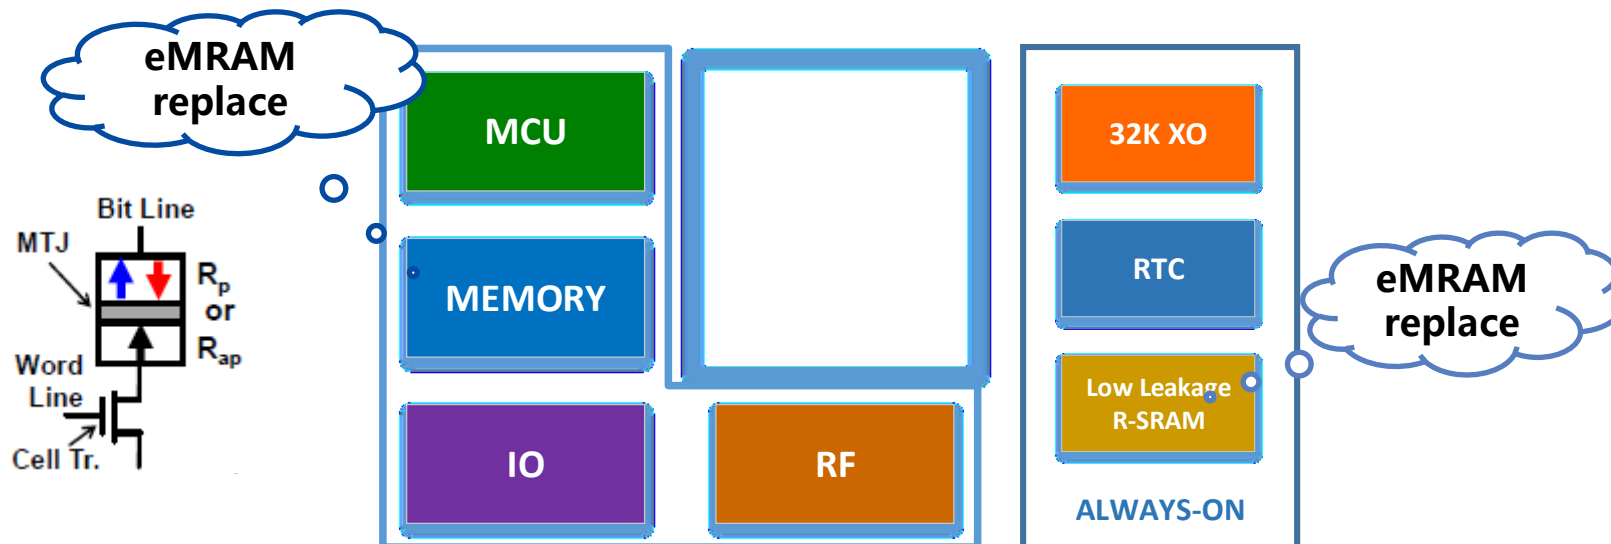 eMRAM
replace
Bit Line
MTJ
Rp
or
Rap
Word
Line
Cell Tr.
MCU
MEMORY
IO
RF
32K XO
RTC
Low Leakage
R-SRAM
ALWAYS-ON
eMRAM
replace